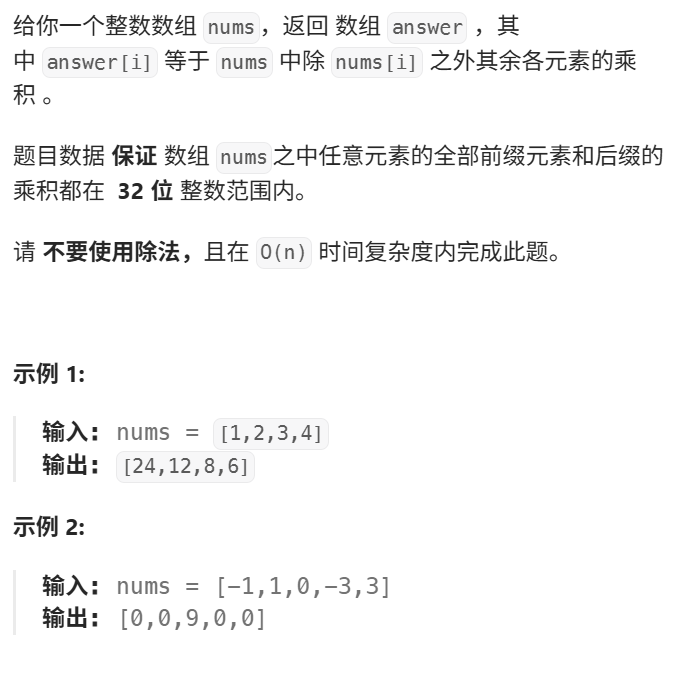 给你一个整数数组 nums，返回 数组 answer ，其
中 answer[i] 等于 nums 中除 nums[i] 之外其余各元素的乘
积 。
题目数据 保证 数组 nums之中任意元素的全部前缀元素和后缀的
乘积都在 32 位 整数范围内。
请 不要使用除法，且在 O(n) 时间复杂度内完成此题。
示例 1:
输入: nums = [1,2,3,4]
输出: [24,12,8,6]
示例 2:
输入: nums = [-1,1,0,-3,3]
输出: [0,0,9,0,0]